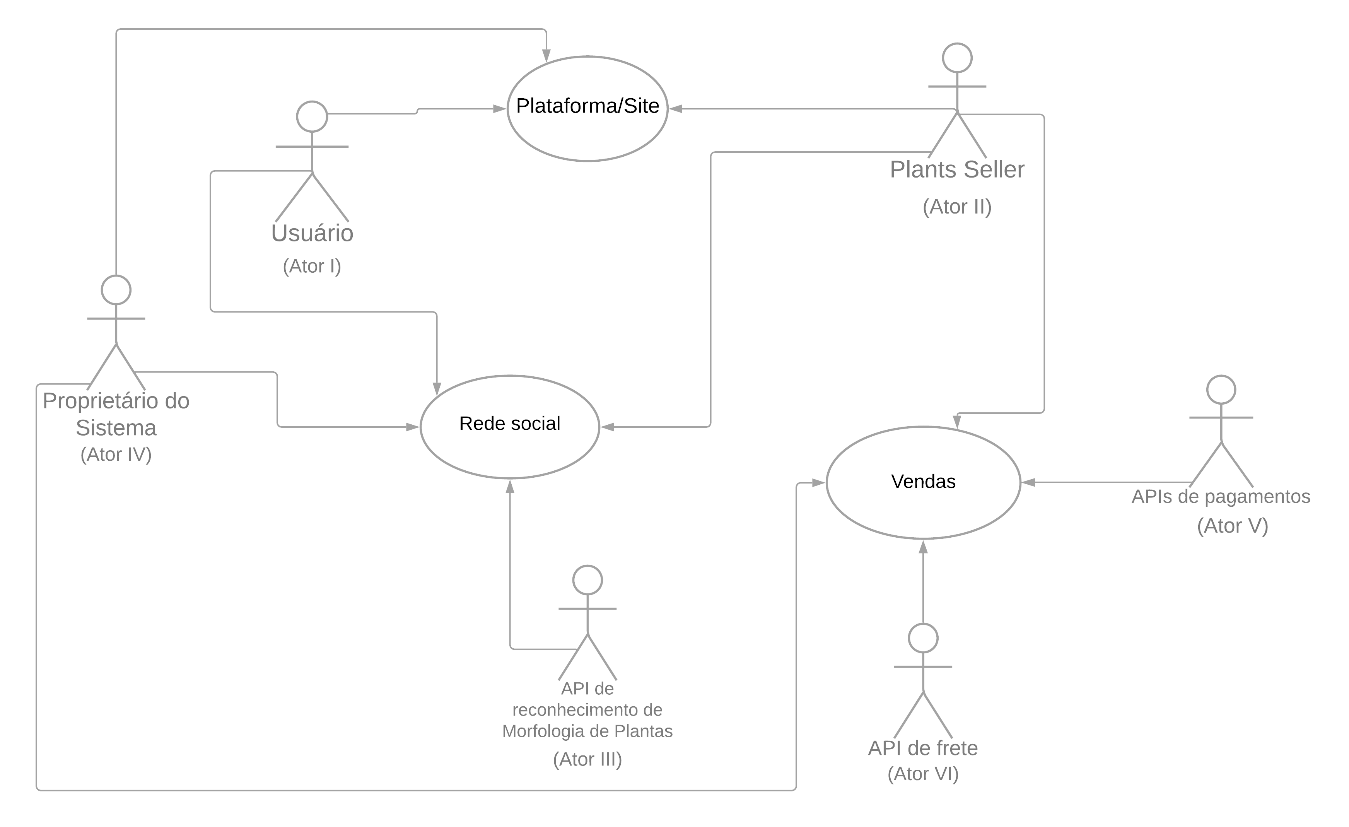 Plataforma/Site
Plants Seller
(Ator II)
Usuário
(Ator I)
Proprietário do
Sistema
(Ator IV)
Rede social
Vendas
APIs de pagamentos
(Ator V)
API de
reconhecimento de
Morfologia de Plantas
(Ator III)
API de frete
(Ator VI)